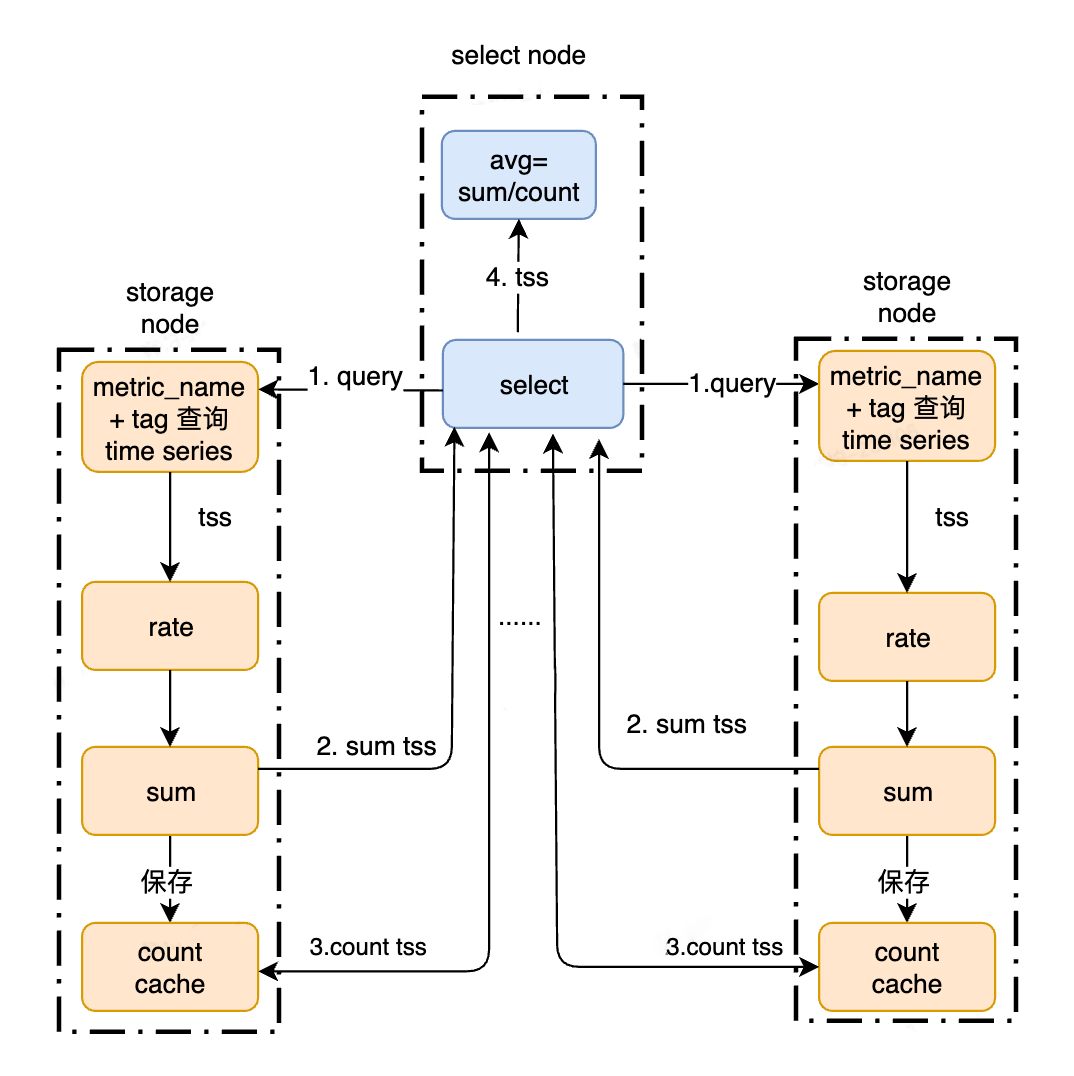 select node
avg=
sum/count
4. tss
storage
node
storage
node
metric_name
+ tag 查询
time series
1. query
select
1.query
metric_name
+ tag 查询
time series
tss
tss
rate
......
rate
2. sum tss
2. sum tss
sum
sum
保存
保存
count
cache
3.count tss
3.count tss
count
cache